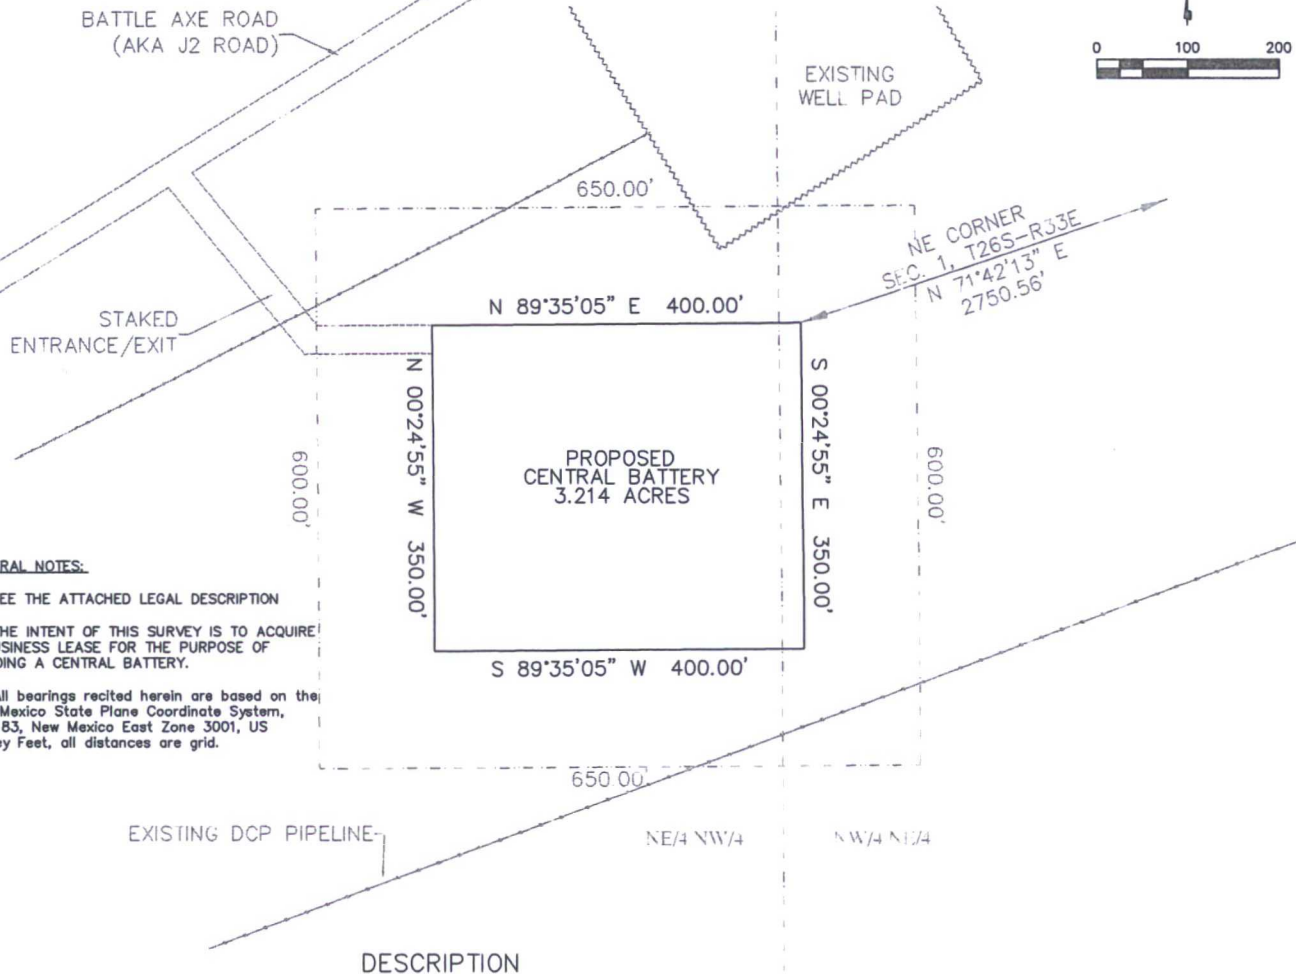 BATTLE AXE ROAD
(AKA J2 ROAD)
EXISTING
WELL PAD
0 100 200
650.00'
NE CORNER
SEC. 1, T26S-R33E
N 71°42'13" E
2750.56'
STAKED
ENTRANCE/EXIT
N 89°35'05" E 400.00'
N 00°24'55" W 350.00'
S 00°24'55" E 350.00'
PROPOSED
CENTRAL BATTERY
3.214 ACRES
600.00'
600.00'
RAL NOTES:
EE THE ATTACHED LEGAL DESCRIPTION
HE INTENT OF THIS SURVEY IS TO ACQUIRE
SINESS LEASE FOR THE PURPOSE OF
DING A CENTRAL BATTERY.
ll bearings recited herein are based on the
Mexico State Plane Coordinate System,
83, New Mexico East Zone 3001, US
ey Feet, all distances are grid.
S 89°35'05" W 400.00'
650.00'
EXISTING DCP PIPELINE
NE/4 NW/4
NW/4 NE/4
DESCRIPTION